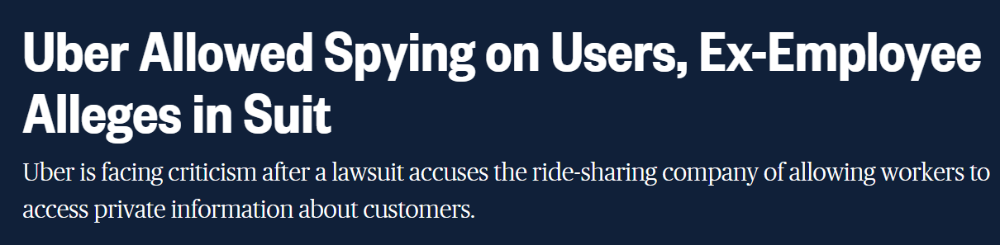 Uber Allowed Spying on Users, Ex-Employee
Alleges in Suit
Uber is facing criticism after a lawsuit accuses the ride-sharing company of allowing workers to
access private information about customers.